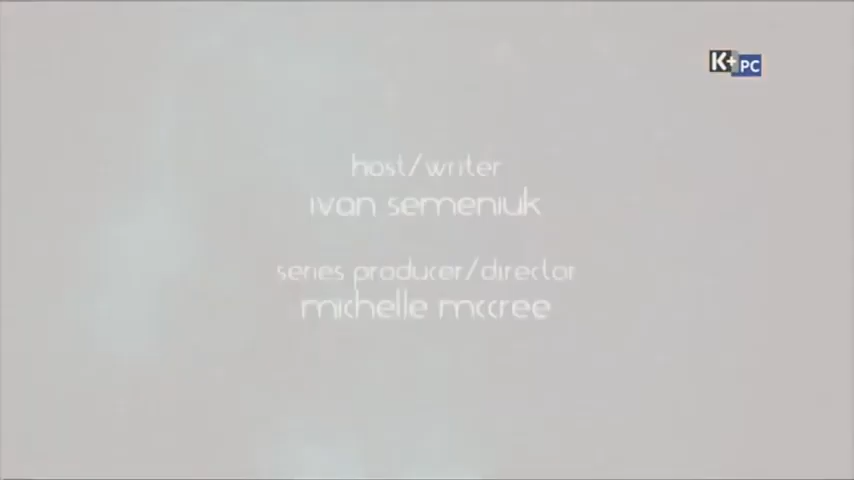 K+ PC
host/writer
ivan semeniuk
series producer/director
michelle mccree